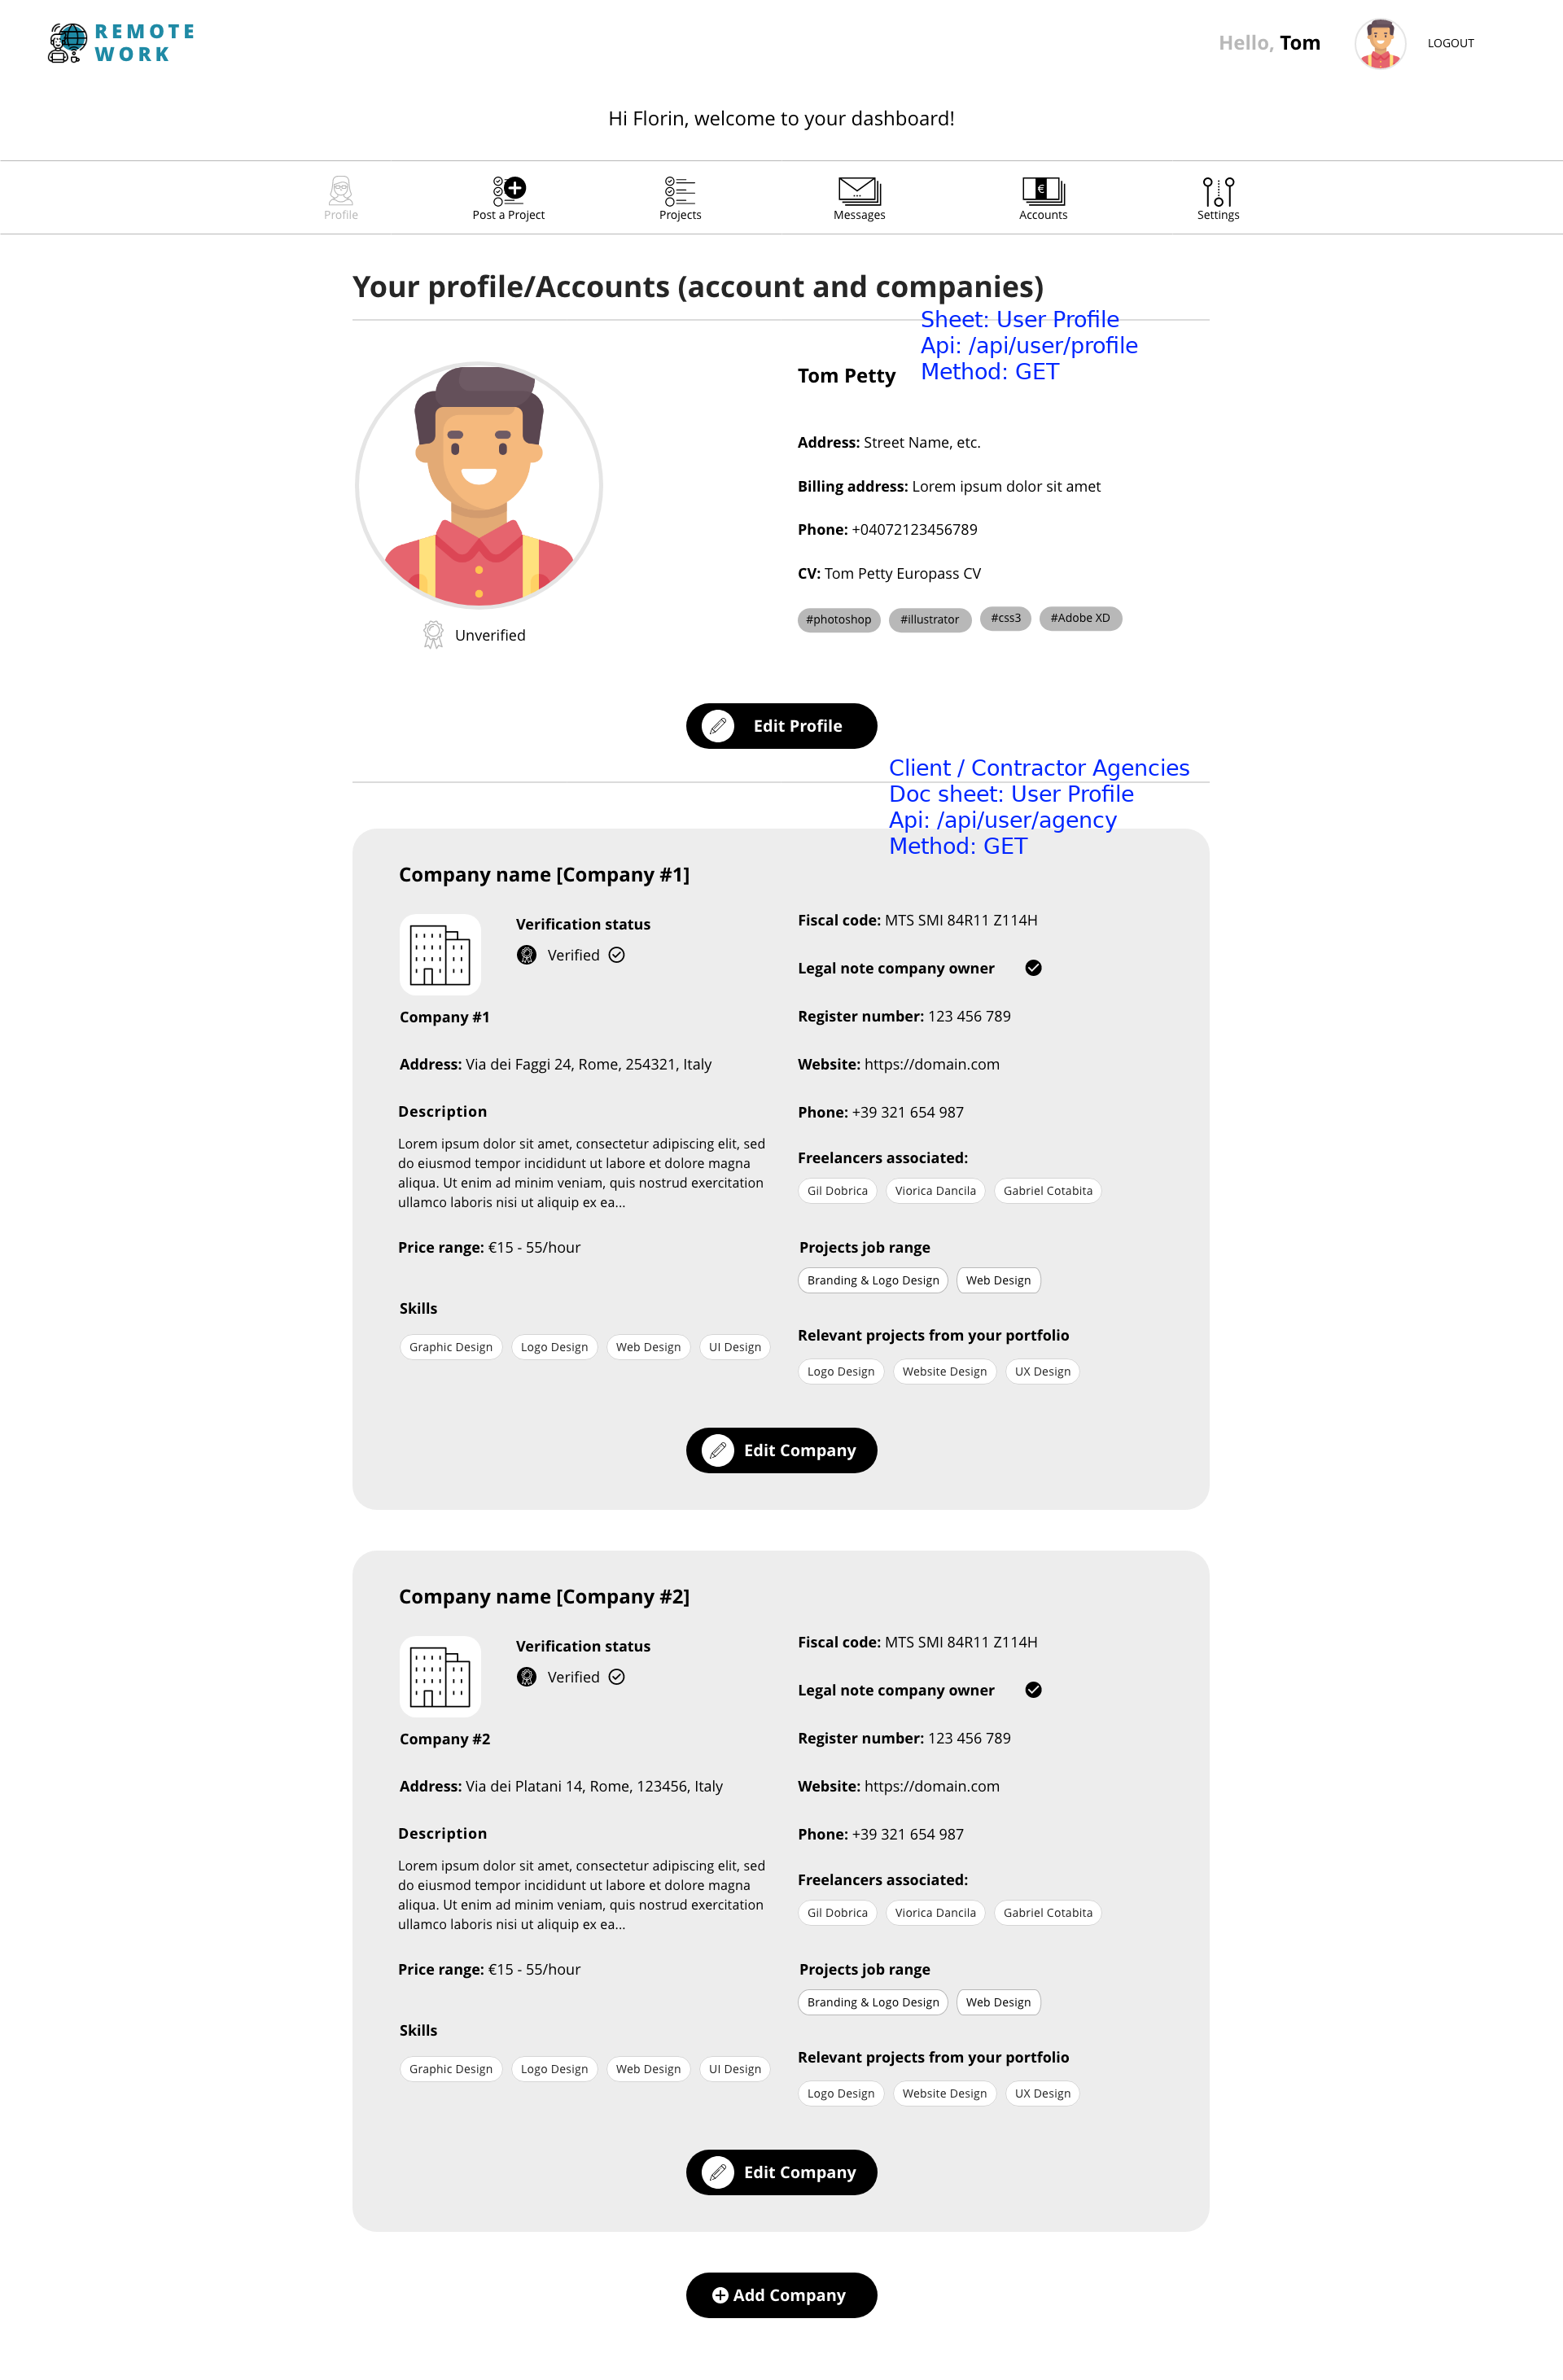 REMOTE
WORK
Hello, Tom
LOGOUT
Hi Florin, welcome to your dashboard!
Profile
Post a Project
Projects
Messages
€
Accounts
Settings
Your profile/Accounts (account and companies)
Sheet: User Profile
Api: /api/user/profile
Method: GET
Tom Petty
Address: Street Name, etc.
Billing address: Lorem ipsum dolor sit amet
Phone: +04072123456789
CV: Tom Petty Europass CV
#photoshop
#illustrator
#css3
#Adobe XD
Unverified
Edit Profile
Client / Contractor Agencies
Doc sheet: User Profile
Api: /api/user/agency
Method: GET
Company name [Company #1]
Verification status
Verified
Company #1
Address: Via dei Faggi 24, Rome, 254321, Italy
Description
Lorem ipsum dolor sit amet, consectetur adipiscing elit, sed
do eiusmod tempor incididunt ut labore et dolore magna
aliqua. Ut enim ad minim veniam, quis nostrud exercitation
ullamco laboris nisi ut aliquip ex ea...
Price range: €15 - 55/hour
Skills
Graphic Design
Logo Design
Web Design
UI Design
Fiscal code: MTS SMI 84R11 Z114H
Legal note company owner
Register number: 123 456 789
Website: https://domain.com
Phone: +39 321 654 987
Freelancers associated:
Gil Dobrica
Viorica Dancila
Gabriel Cotabita
Projects job range
Branding & Logo Design
Web Design
Relevant projects from your portfolio
Logo Design
Website Design
UX Design
Edit Company
Company name [Company #2]
Verification status
Verified
Company #2
Address: Via dei Platani 14, Rome, 123456, Italy
Description
Lorem ipsum dolor sit amet, consectetur adipiscing elit, sed
do eiusmod tempor incididunt ut labore et dolore magna
aliqua. Ut enim ad minim veniam, quis nostrud exercitation
ullamco laboris nisi ut aliquip ex ea...
Price range: €15 - 55/hour
Skills
Graphic Design
Logo Design
Web Design
UI Design
Fiscal code: MTS SMI 84R11 Z114H
Legal note company owner
Register number: 123 456 789
Website: https://domain.com
Phone: +39 321 654 987
Freelancers associated:
Gil Dobrica
Viorica Dancila
Gabriel Cotabita
Projects job range
Branding & Logo Design
Web Design
Relevant projects from your portfolio
Logo Design
Website Design
UX Design
Edit Company
Add Company